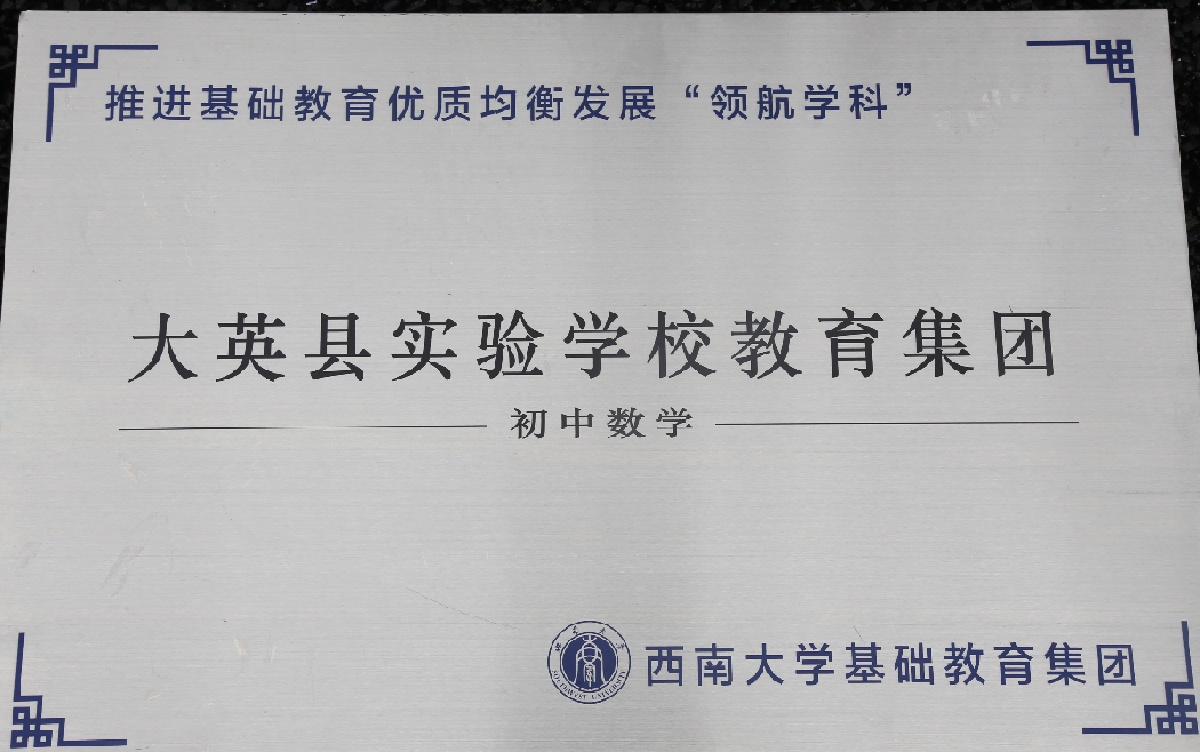 推进基础教育优质均衡发展“领航学科”
大英县实验学校教育集团
初中数学
西南大学基础教育集团